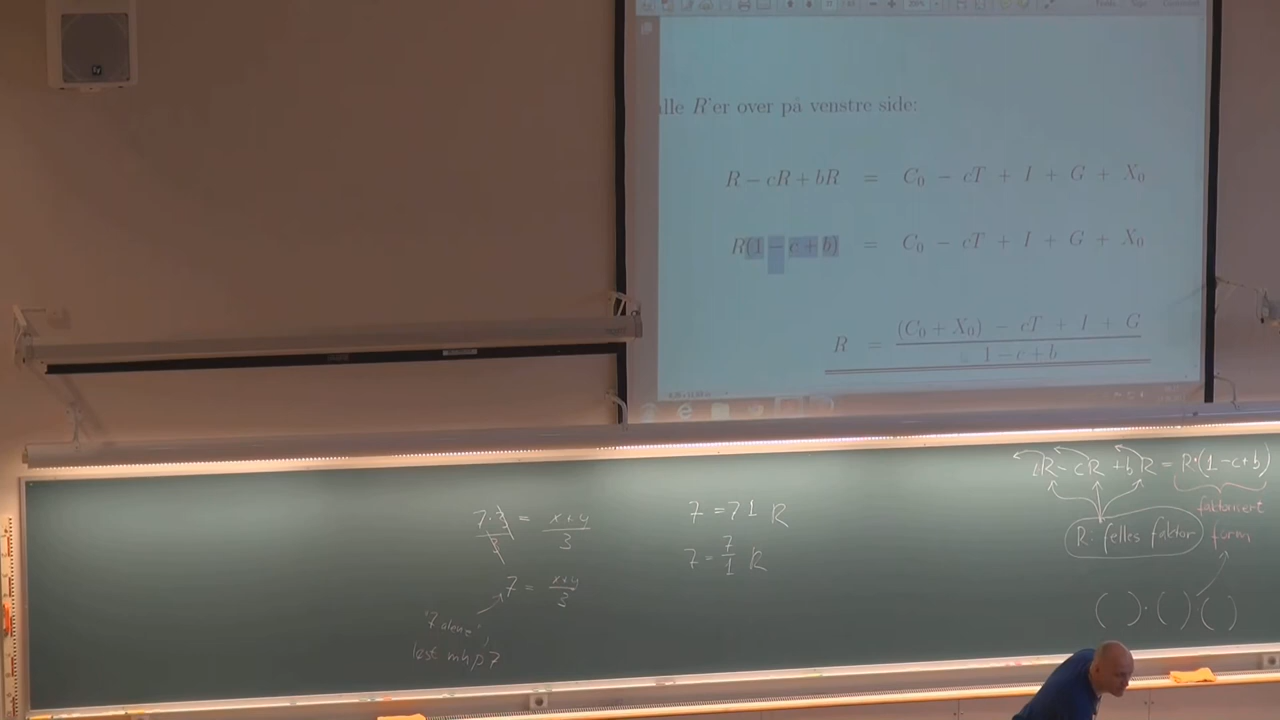 alle R'er over på venstre side:
R − cR + bR = C₀ − cT + I + G + X₀
R(1 − c + b) = C₀ − cT + I + G + X₀
R = (C₀ + X₀) − cT + I + G
1 − c + b
7·3 = x+y
3 3
7 = x+y
3
"7 alene",
løst mhp 7
7 = 7·1 R
7 = 7/1 R
1R − cR + bR = R·(1−c+b)
faktorisert
form
R: felles faktor
( )·( )( )